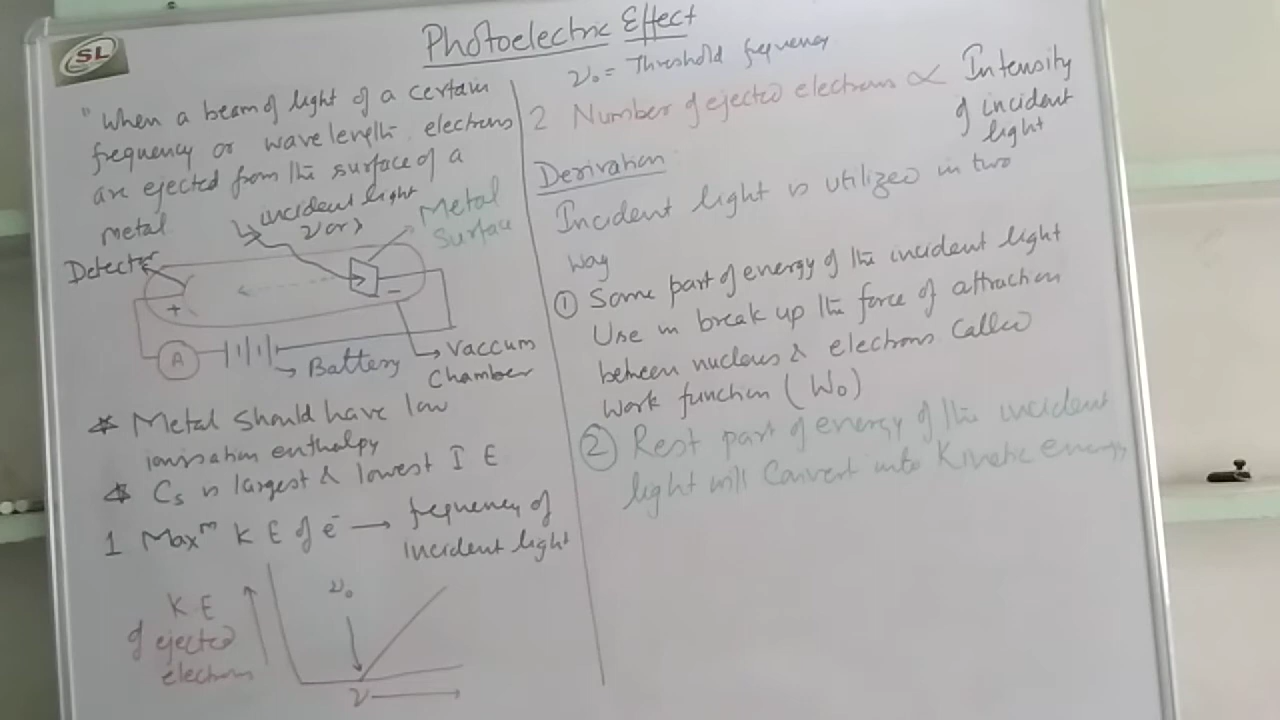 SL
Photoelectric Effect
"When a beam of light of a certain
frequency or wavelength electrons
are ejected from the surface of a
metal
incident light
ν or λ
Metal
Surface
Detector
+
-
A
Battery
Vaccum
Chamber
* Metal should have low
ionisation enthalpy
* Cs is largest & lowest I E
1 Maxᵐ K E of e⁻ → frequency of
incident light
K E
of ejected
electrons
ν₀
ν
ν₀ = Threshold frequency
2 Number of ejected electrons ∝ Intensity
of incident
light
Derivation
Incident light is utilized in two
way
① Some part of energy of the incident light
Use in break up the force of attraction
between nucleus & electrons called
work function (W₀)
② Rest part of energy of the incident
light will convert into Kinetic energy